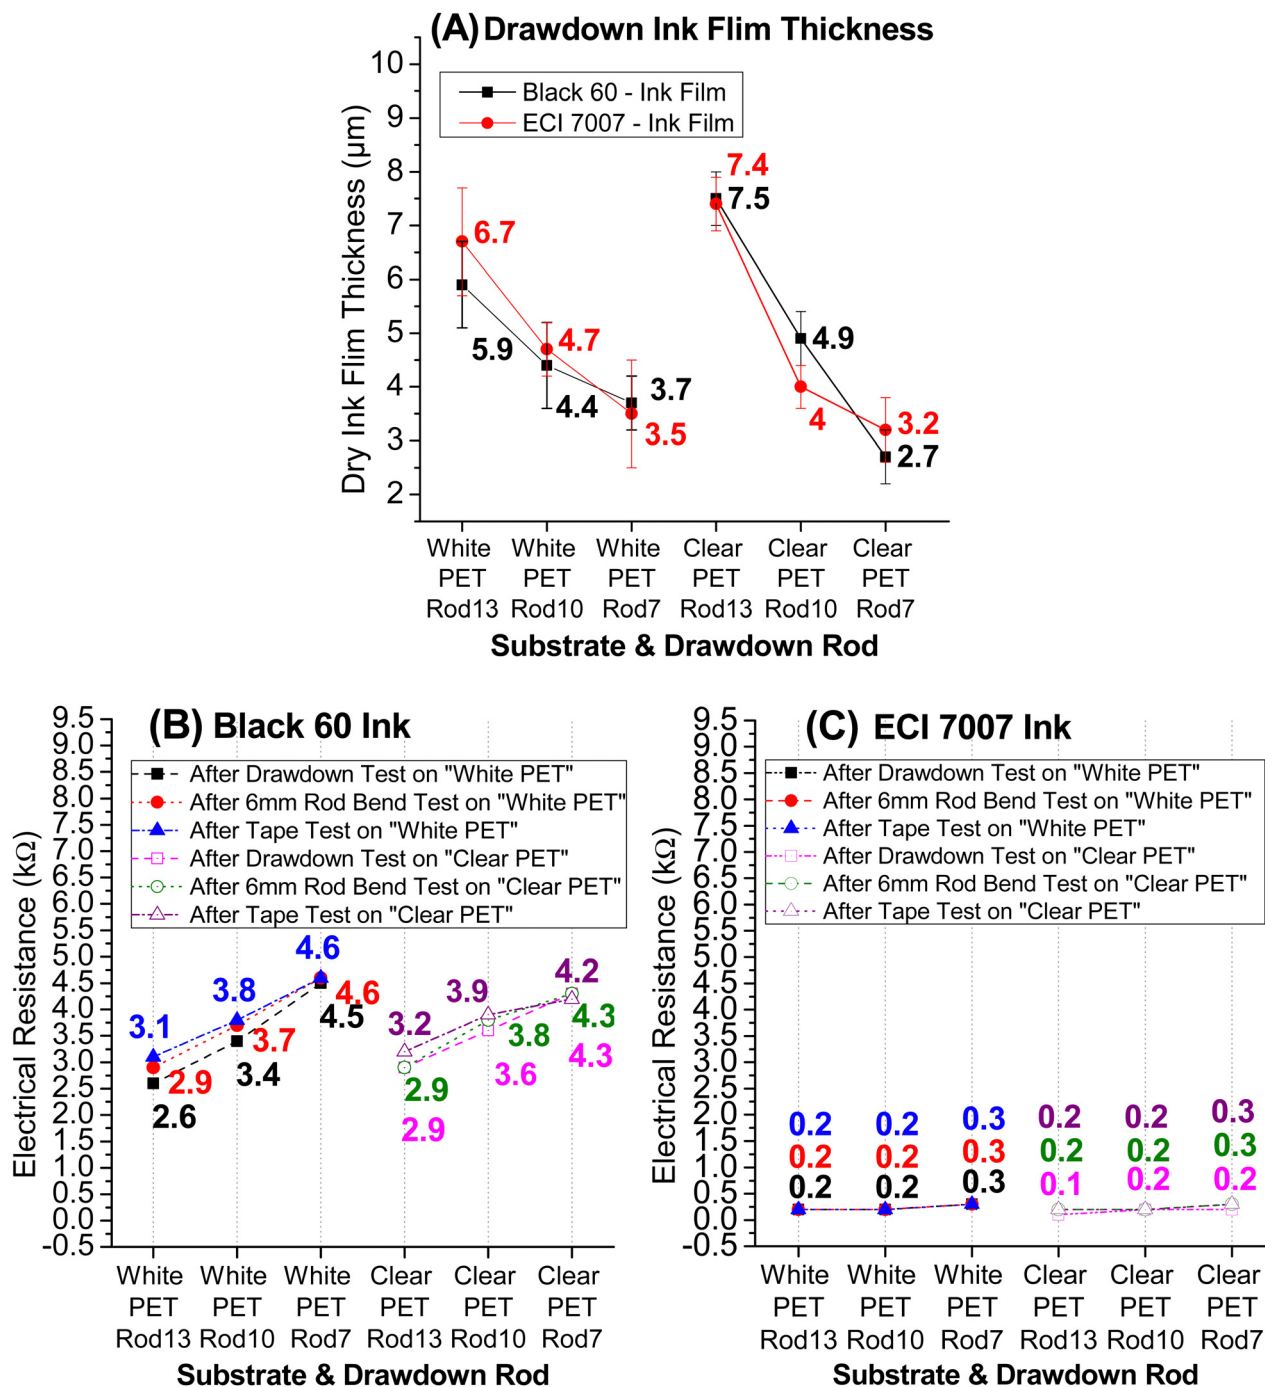 (A) Drawdown Ink Flim Thickness
Black 60 - Ink Film
ECI 7007 - Ink Film
Dry Ink Flim Thickness (μm)
10
9
8
7
6
5
4
3
2
6.7
5.9
4.7
4.4
3.7
3.5
7.4
7.5
4.9
4
3.2
2.7
White PET Rod13
White PET Rod10
White PET Rod7
Clear PET Rod13
Clear PET Rod10
Clear PET Rod7
Substrate & Drawdown Rod
(B) Black 60 Ink
After Drawdown Test on "White PET"
After 6mm Rod Bend Test on "White PET"
After Tape Test on "White PET"
After Drawdown Test on "Clear PET"
After 6mm Rod Bend Test on "Clear PET"
After Tape Test on "Clear PET"
Electrical Resistance (kΩ)
9.5
9.0
8.5
8.0
7.5
7.0
6.5
6.0
5.5
5.0
4.5
4.0
3.5
3.0
2.5
2.0
1.5
1.0
0.5
0.0
-0.5
3.1
2.9
2.6
3.8
3.7
3.4
4.6
4.6
4.5
3.2
2.9
2.9
3.9
3.8
3.6
4.2
4.3
4.3
White PET Rod13
White PET Rod10
White PET Rod7
Clear PET Rod13
Clear PET Rod10
Clear PET Rod7
Substrate & Drawdown Rod
(C) ECI 7007 Ink
After Drawdown Test on "White PET"
After 6mm Rod Bend Test on "White PET"
After Tape Test on "White PET"
After Drawdown Test on "Clear PET"
After 6mm Rod Bend Test on "Clear PET"
After Tape Test on "Clear PET"
Electrical Resistance (kΩ)
9.5
9.0
8.5
8.0
7.5
7.0
6.5
6.0
5.5
5.0
4.5
4.0
3.5
3.0
2.5
2.0
1.5
1.0
0.5
0.0
-0.5
0.2
0.2
0.2
0.2
0.2
0.2
0.3
0.3
0.3
0.2
0.2
0.1
0.2
0.2
0.2
0.3
0.3
0.2
White PET Rod13
White PET Rod10
White PET Rod7
Clear PET Rod13
Clear PET Rod10
Clear PET Rod7
Substrate & Drawdown Rod